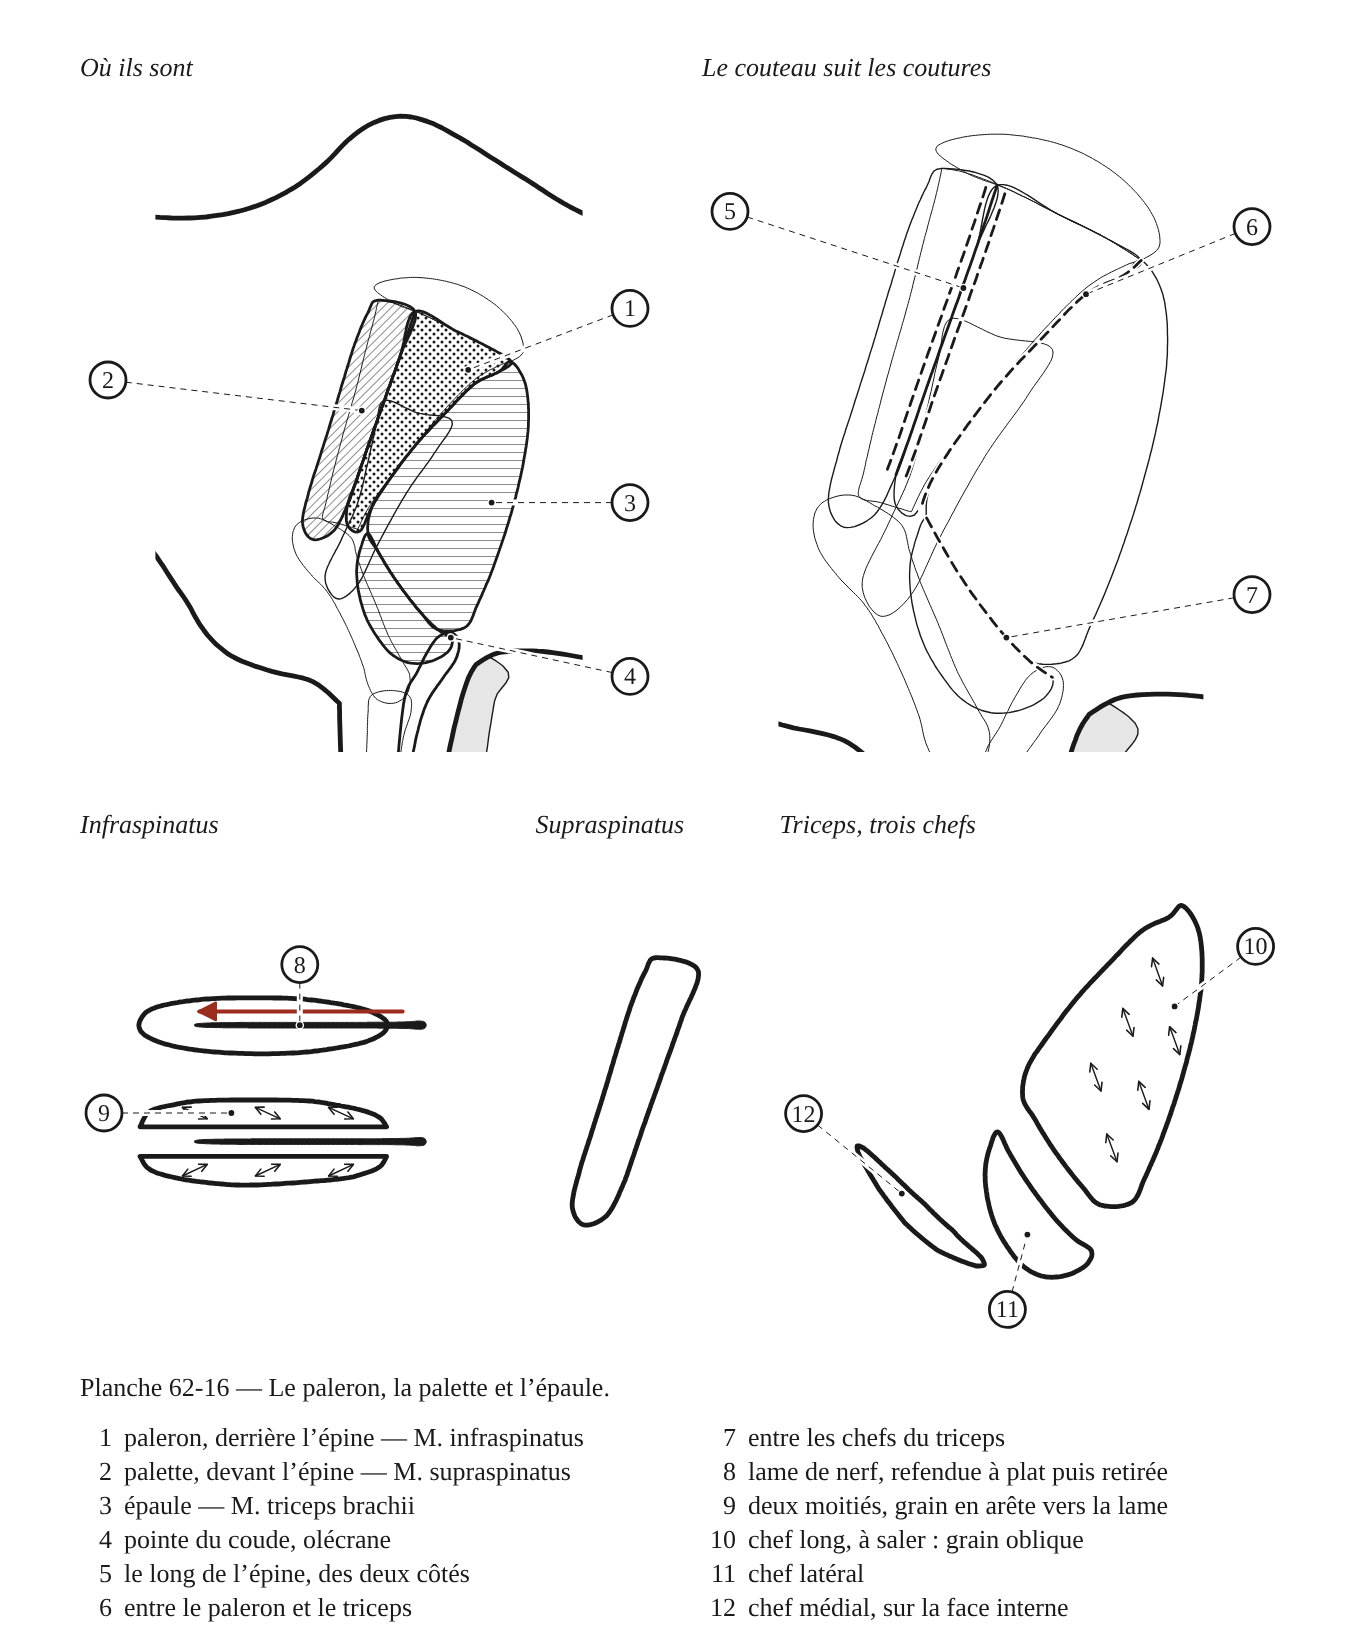 Où ils sont
Le couteau suit les coutures
5
6
1
2
3
7
4
Infraspinatus
Supraspinatus
Triceps, trois chefs
10
8
9
12
11
Planche 62-16 — Le paleron, la palette et l’épaule.
1 paleron, derrière l’épine — M. infraspinatus
2 palette, devant l’épine — M. supraspinatus
3 épaule — M. triceps brachii
4 pointe du coude, olécrane
5 le long de l’épine, des deux côtés
6 entre le paleron et le triceps
7 entre les chefs du triceps
8 lame de nerf, refendue à plat puis retirée
9 deux moitiés, grain en arête vers la lame
10 chef long, à saler : grain oblique
11 chef latéral
12 chef médial, sur la face interne